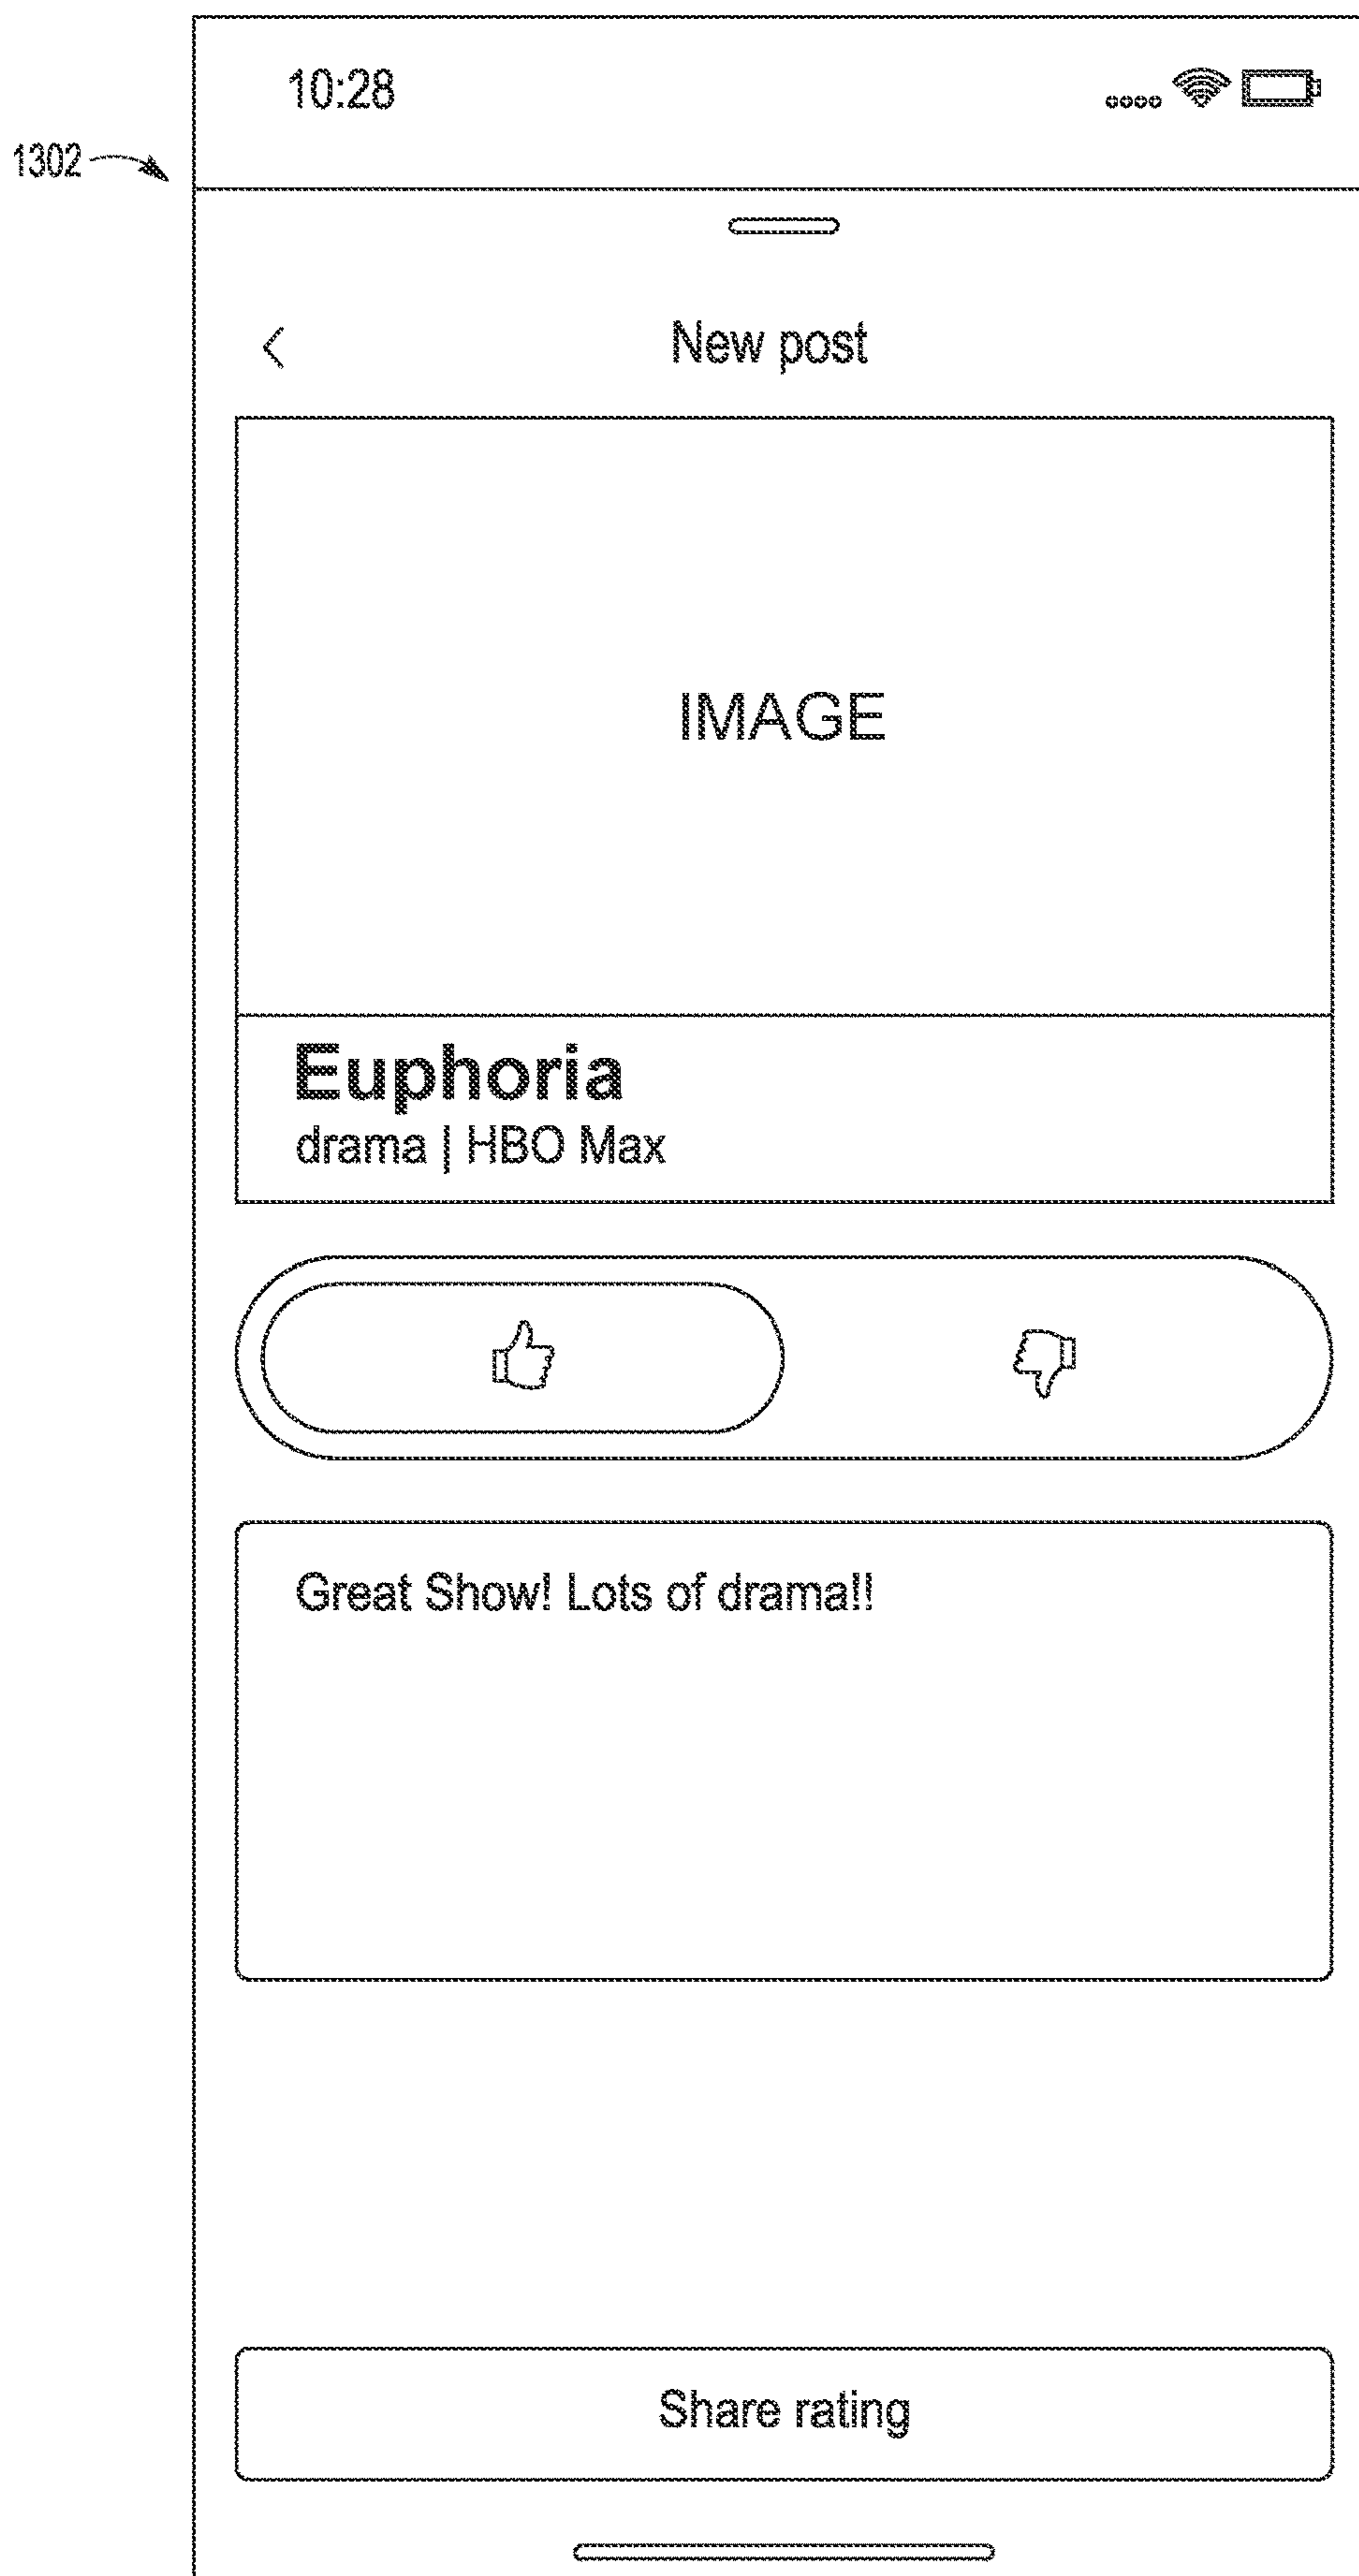 10:28
1302
New post
IMAGE
Euphoria
drama | HBO Max
Great Show! Lots of drama!!
Share rating